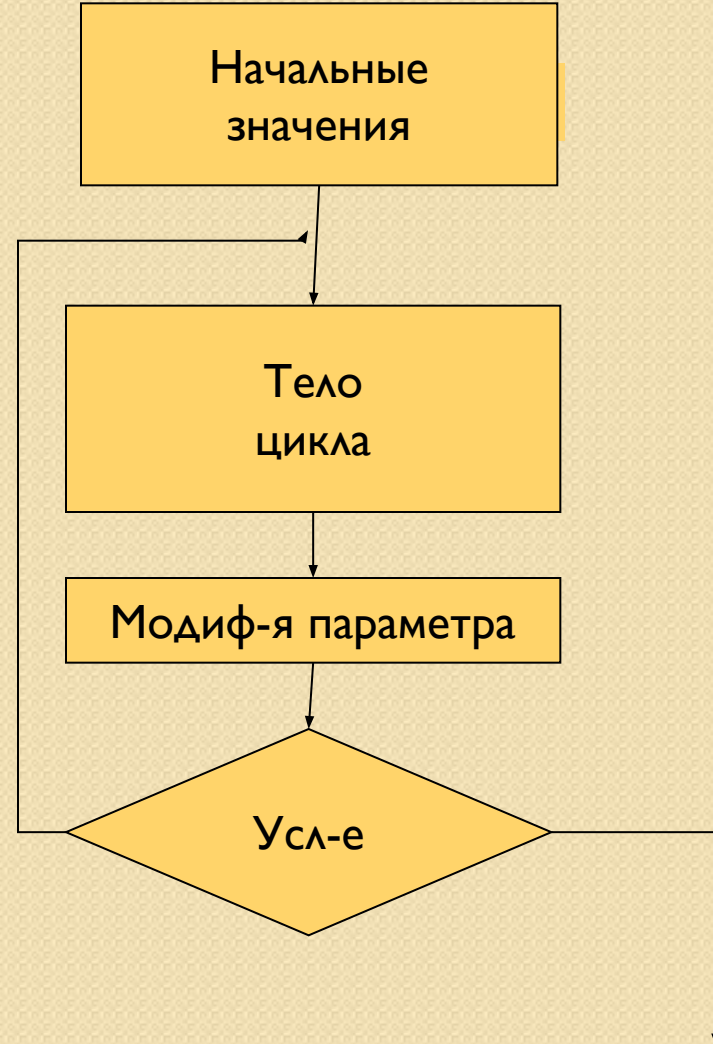 Начальные
значения
Тело
цикла
Модиф-я параметра
Усл-е